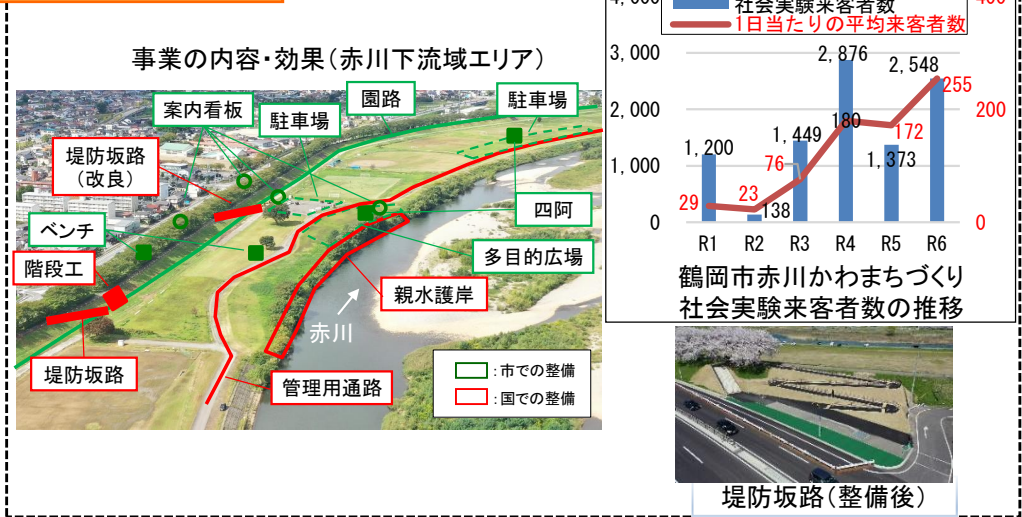 事業の内容・効果（赤川下流域エリア）
案内看板
園路
駐車場
駐車場
堤防坂路
（改良）
四阿
ベンチ
多目的広場
階段工
親水護岸
赤川
堤防坂路
管理用通路
：市での整備
：国での整備
社会実験来客者数
1日当たりの平均来客者数
3,000
2,000
1,000
0
200
0
1,200
138
1,449
2,876
1,373
2,548
29
23
76
180
172
255
R1
R2
R3
R4
R5
R6
鶴岡市赤川かわまちづくり
社会実験来客者数の推移
堤防坂路（整備後）